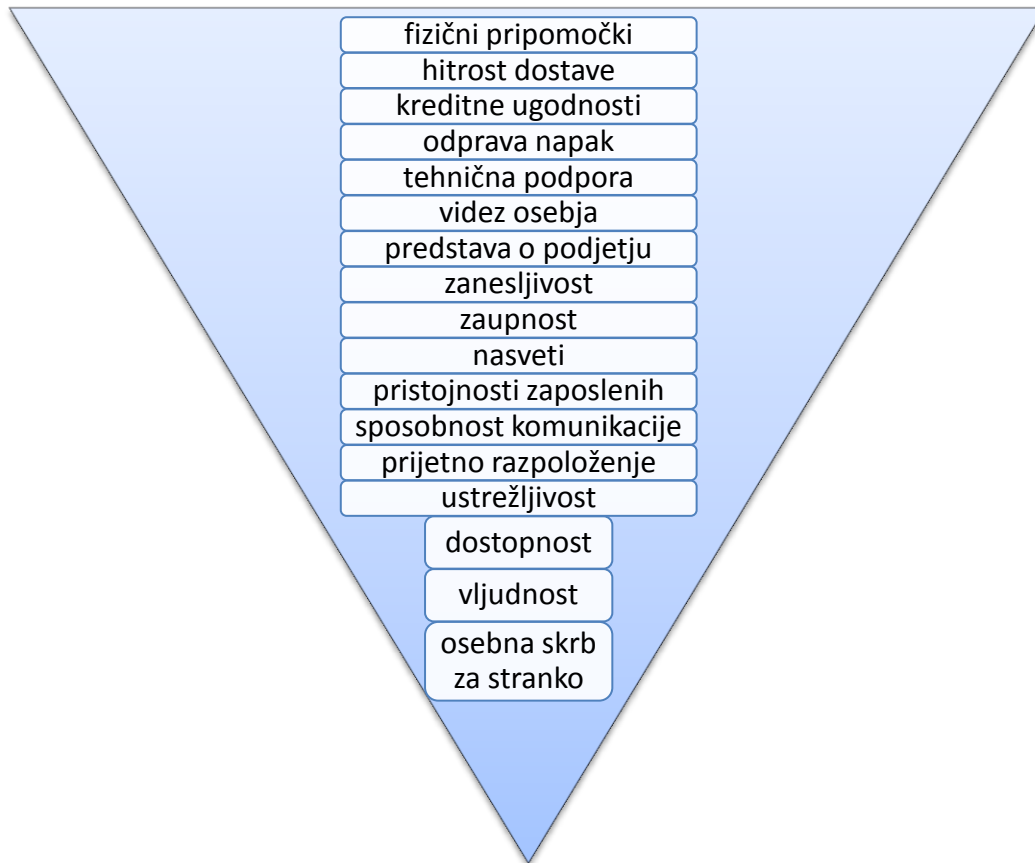 fizični pripomočki
hitrost dostave
kreditne ugodnosti
odprava napak
tehnična podpora
videz osebja
predstava o podjetju
zanesljivost
zaupnost
nasveti
pristojnosti zaposlenih
sposobnost komunikacije
prijetno razpoloženje
ustrežljivost
dostopnost
vljudnost
osebna skrb
za stranko